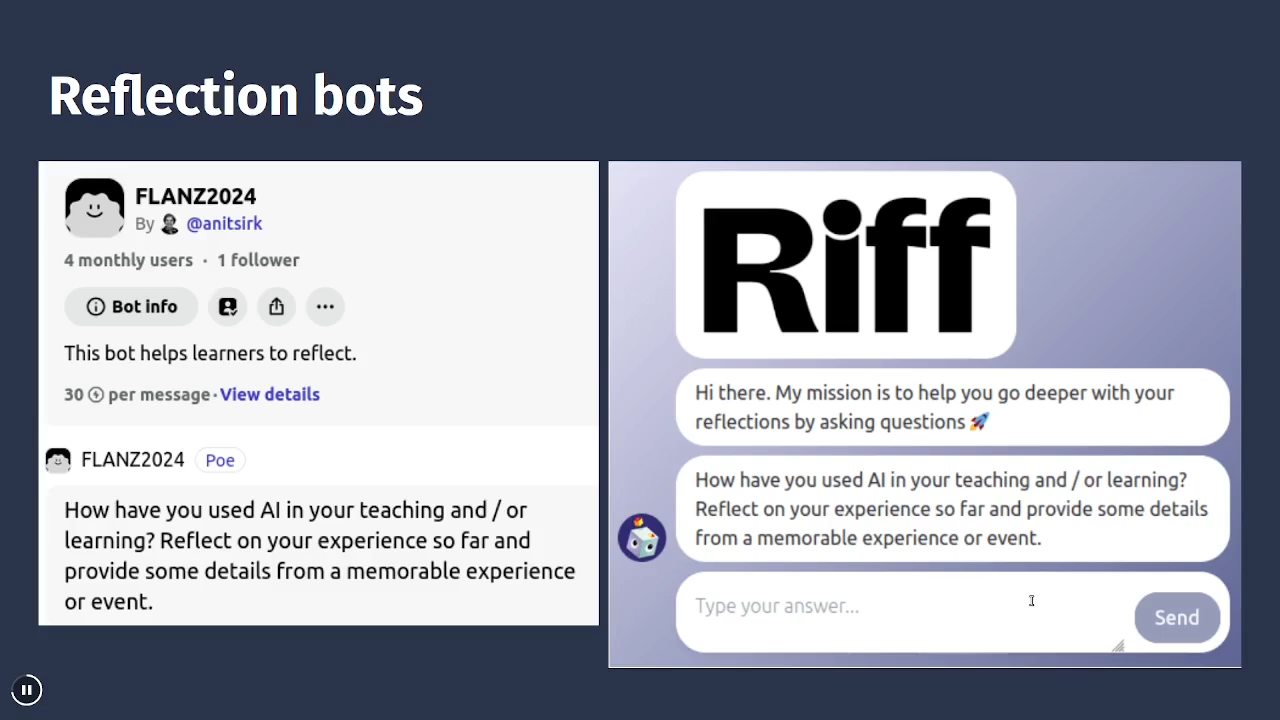 Reflection bots
FLANZ2024
By @anitsirk
4 monthly users · 1 follower
Bot info
This bot helps learners to reflect.
30 per message · View details
FLANZ2024 Poe
How have you used AI in your teaching and / or
learning? Reflect on your experience so far and
provide some details from a memorable experience
or event.
Riff
Hi there. My mission is to help you go deeper with your
reflections by asking questions 🚀
How have you used AI in your teaching and / or learning?
Reflect on your experience so far and provide some details
from a memorable experience or event.
Type your answer...
Send